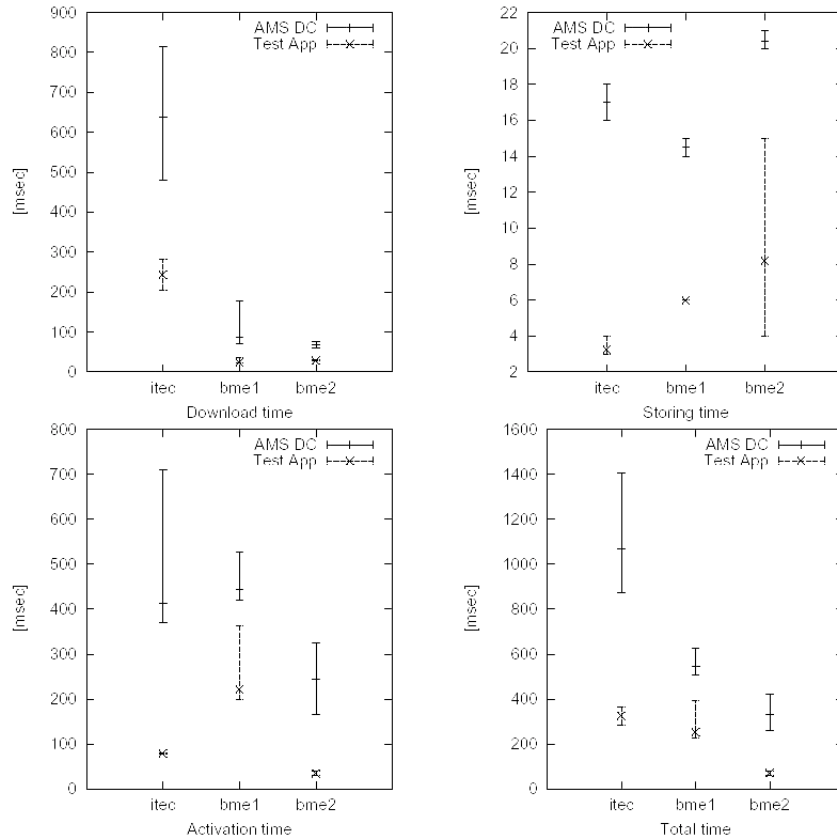 900
800
700
600
500
400
300
200
100
0
[msec]
AMS DC
Test App
itec bme1 bme2
Download time
22
20
18
16
14
12
10
8
6
4
2
[msec]
AMS DC
Test App
itec bme1 bme2
Storing time
800
700
600
500
400
300
200
100
0
[msec]
AMS DC
Test App
itec bme1 bme2
Activation time
1600
1400
1200
1000
800
600
400
200
0
[msec]
AMS DC
Test App
itec bme1 bme2
Total time